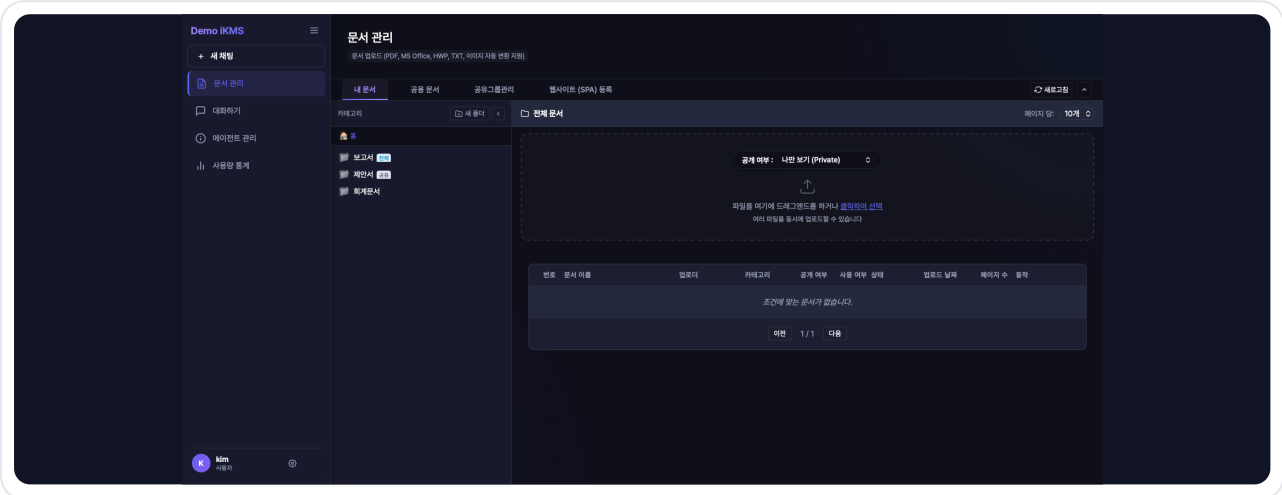 Demo iKMS
+ 새 채팅
문서 관리
대화하기
에이전트 관리
사용량 통계
K
kim
사용자
문서 관리
문서 업로드 (PDF, MS Office, HWP, TXT, 이미지 자동 변환 지원)
내 문서 공용 문서 공유그룹관리 웹사이트 (SPA) 등록 새로고침
카테고리 새 폴더
홈
보고서 전체
제안서 공용
회계문서
전체 문서 페이지 당: 10개
공개 여부 : 나만 보기 (Private)
파일을 여기에 드래그앤드롭 하거나 클릭하여 선택
여러 파일을 동시에 업로드할 수 있습니다
번호 문서 이름 업로더 카테고리 공개 여부 사용 여부 상태 업로드 날짜 페이지 수 동작
조건에 맞는 문서가 없습니다.
이전 1 / 1 다음